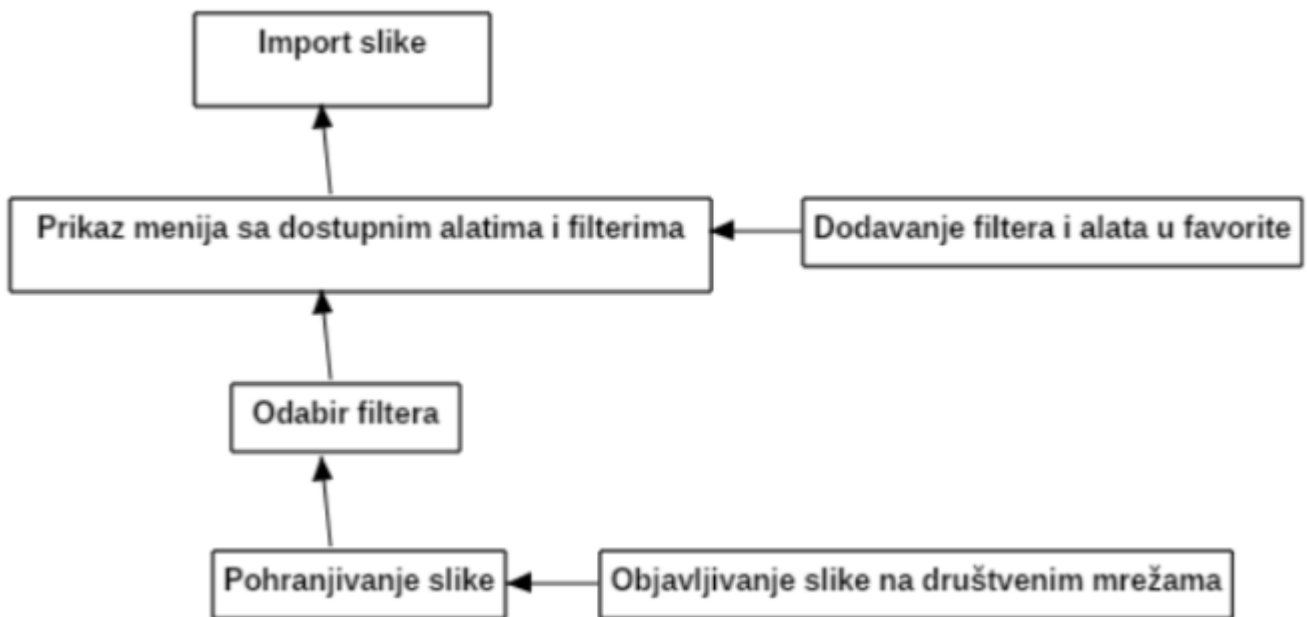 Import slike
Prikaz menija sa dostupnim alatima i filterima
Dodavanje filtera i alata u favorite
Odabir filtera
Pohranjivanje slike
Objavljivanje slike na društvenim mrežama